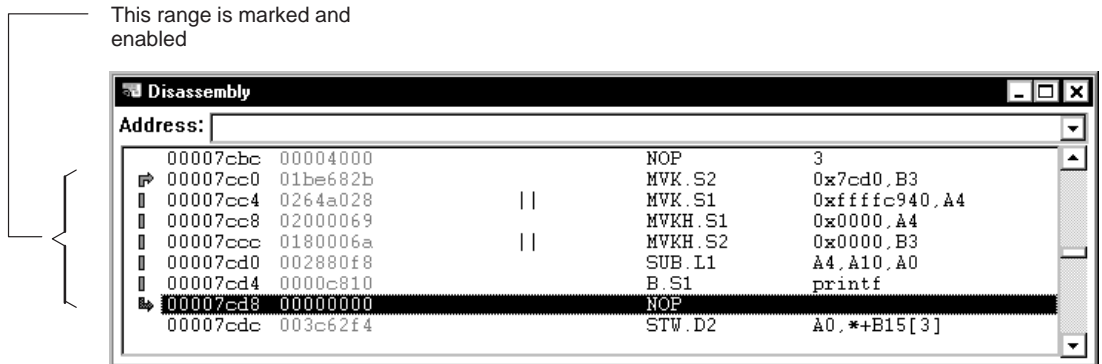 This range is marked and
enabled
Disassembly
Address:
00007cbc 00004000 NOP 3
00007cc0 01be682b MVK.S2 0x7cd0,B3
00007cc4 0264a028 || MVK.S1 0xffffc940,A4
00007cc8 02000069 MVKH.S1 0x0000,A4
00007ccc 0180006a || MVKH.S2 0x0000,B3
00007cd0 002880f8 SUB.L1 A4,A10,A0
00007cd4 0000c810 B.S1 printf
00007cd8 00000000 NOP
00007cdc 003c62f4 STW.D2 A0,*+B15[3]